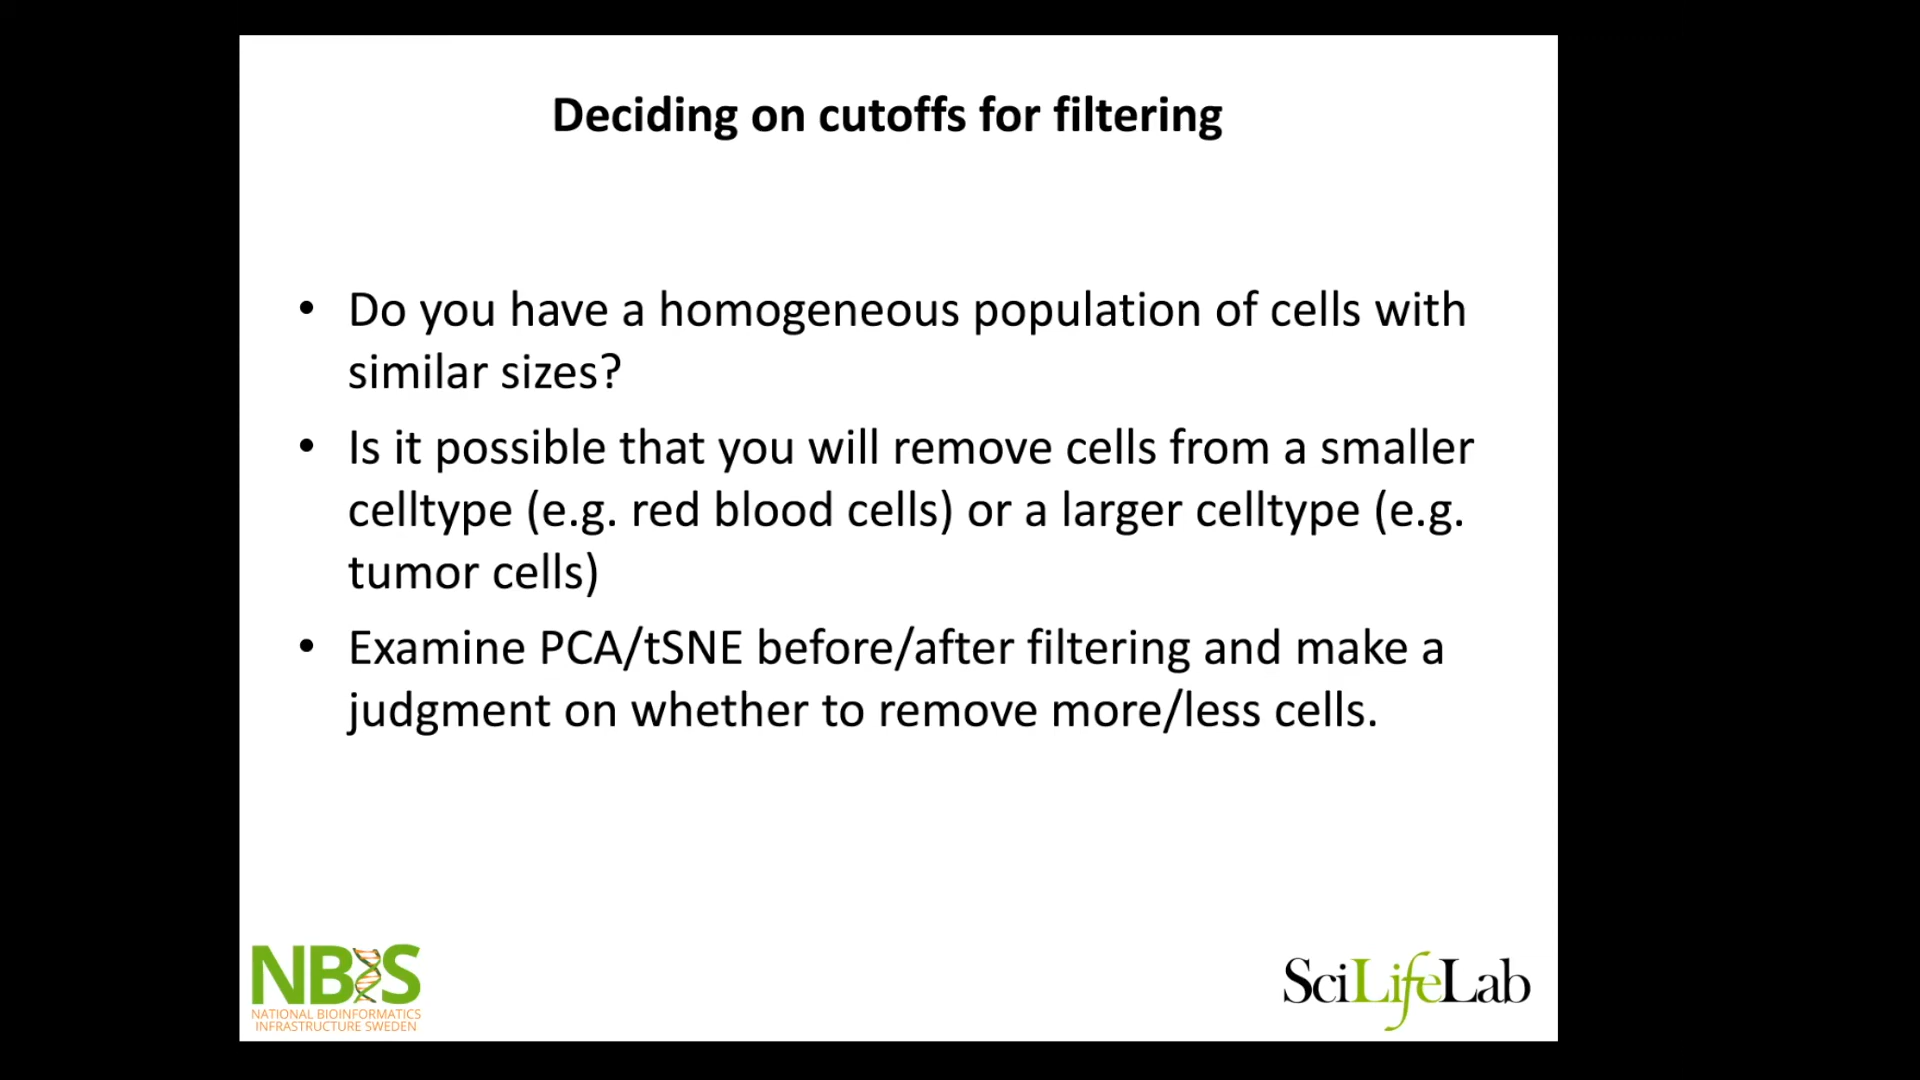 Deciding on cutoffs for filtering
• Do you have a homogeneous population of cells with
similar sizes?
• Is it possible that you will remove cells from a smaller
celltype (e.g. red blood cells) or a larger celltype (e.g.
tumor cells)
• Examine PCA/tSNE before/after filtering and make a
judgment on whether to remove more/less cells.
NBIS
NATIONAL BIOINFORMATICS
INFRASTRUCTURE SWEDEN
SciLifeLab